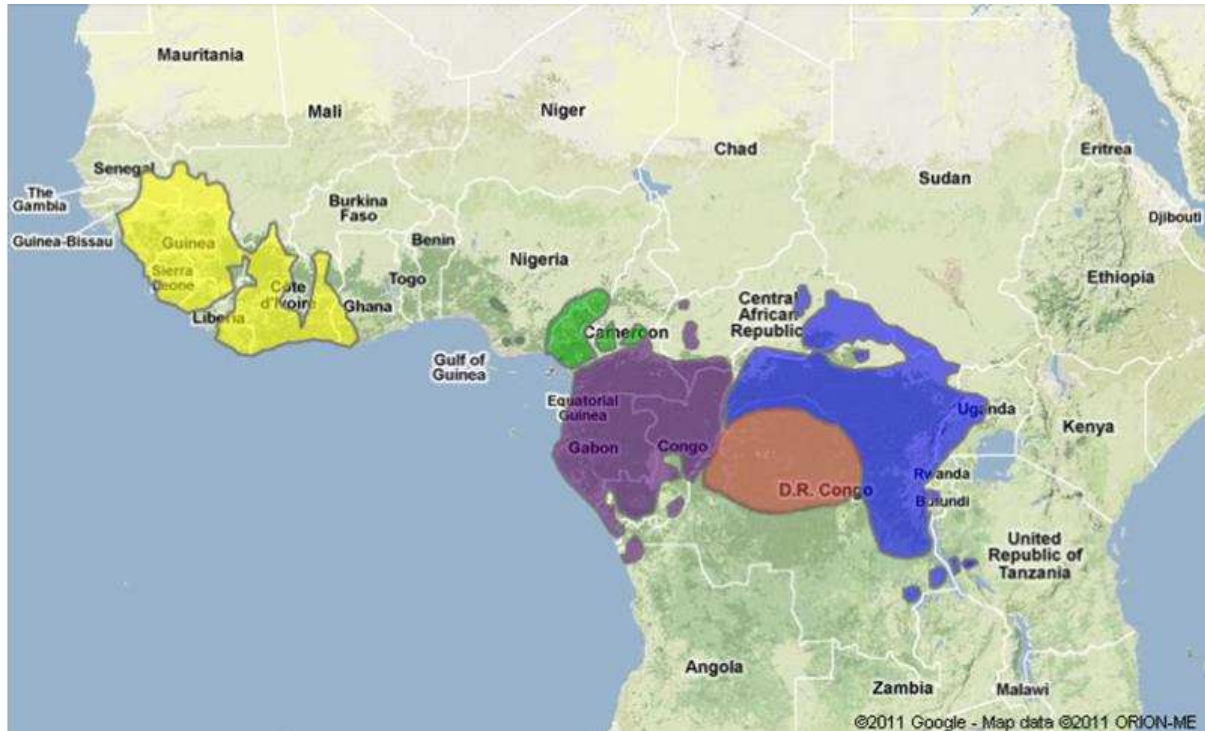 Mauritania
Mali
Niger
Chad
Sudan
Eritrea
Senegal
The
Gambia
Guinea-Bissau
Burkina
Faso
Benin
Nigeria
Djibouti
Guinea
Sierra
Leone
Côte
d'Ivoire
Liberia
Ghana
Togo
Cameroon
Central
African
Republic
Ethiopia
Gulf of
Guinea
Equatorial
Guinea
Gabon
Congo
Uganda
Kenya
D.R. Congo
Rwanda
Burundi
United
Republic of
Tanzania
Angola
Zambia
Malawi
©2011 Google - Map data ©2011 ORION-ME